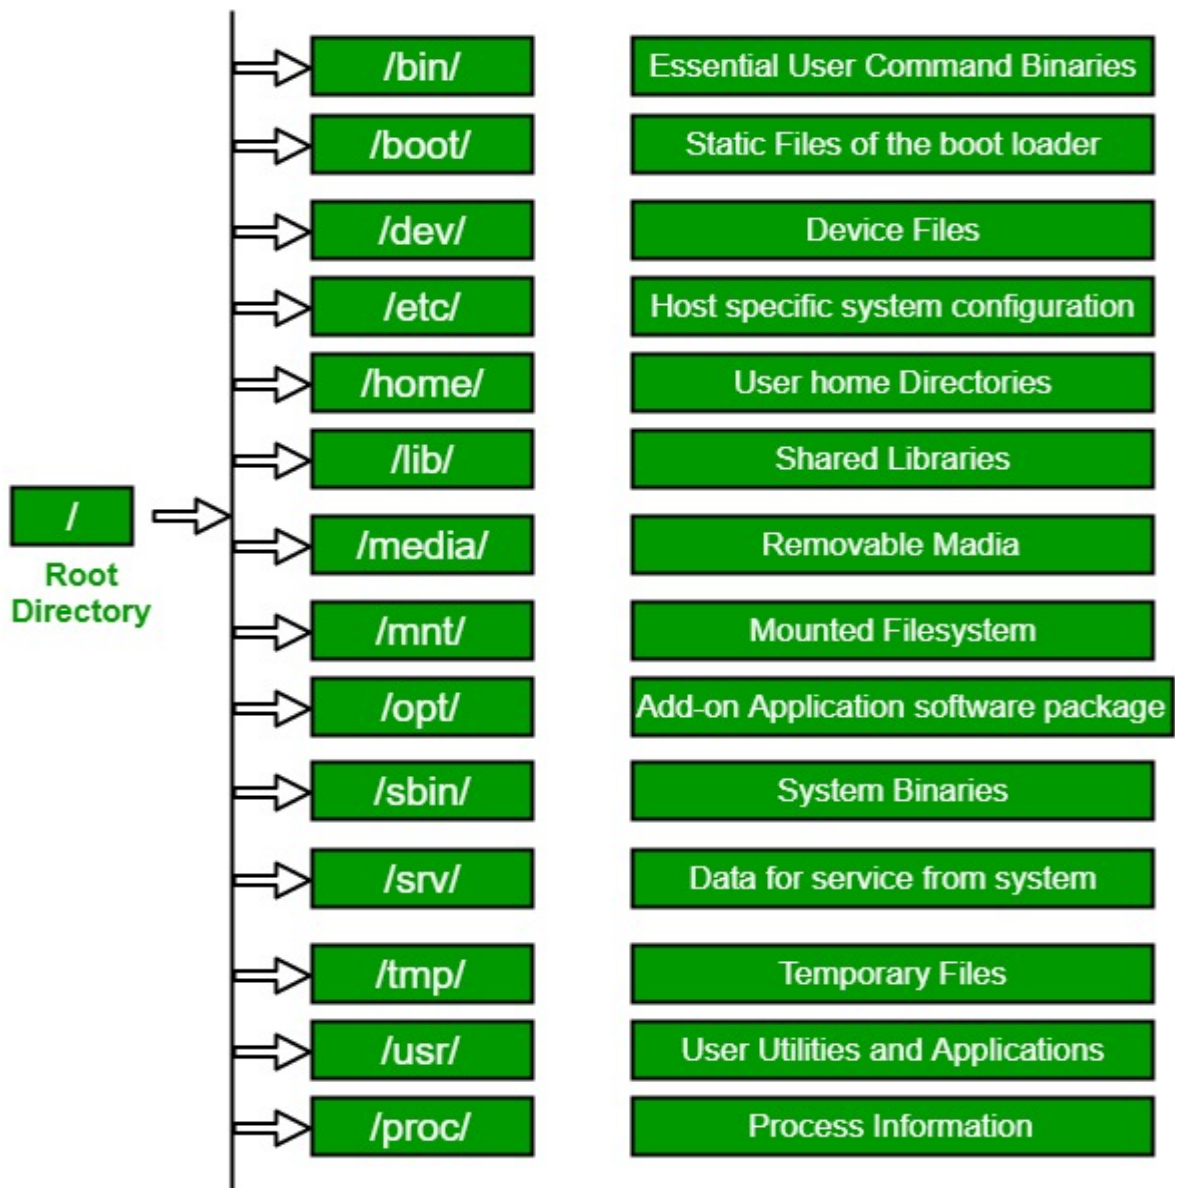 /bin/ Essential User Command Binaries
/boot/ Static Files of the boot loader
/dev/ Device Files
/etc/ Host specific system configuration
/home/ User home Directories
/lib/ Shared Libraries
/
Root
Directory
/media/ Removable Madia
/mnt/ Mounted Filesystem
/opt/ Add-on Application software package
/sbin/ System Binaries
/srv/ Data for service from system
/tmp/ Temporary Files
/usr/ User Utilities and Applications
/proc/ Process Information